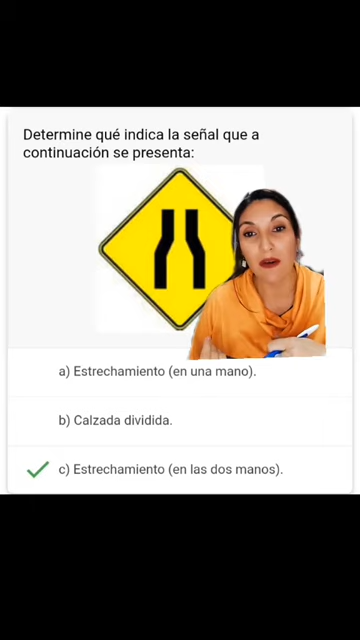 Determine qué indica la señal que a
continuación se presenta:
a) Estrechamiento (en una mano).
b) Calzada dividida.
c) Estrechamiento (en las dos manos).